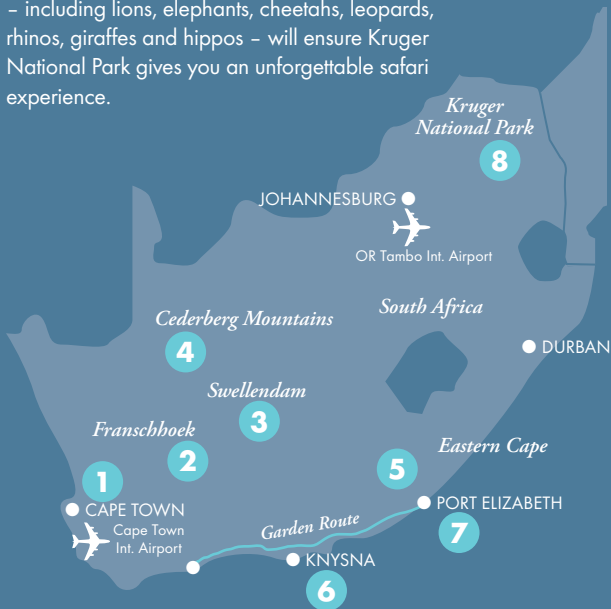 – including lions, elephants, cheetahs, leopards,
rhinos, giraffes and hippos – will ensure Kruger
National Park gives you an unforgettable safari
experience.
Kruger
National Park
8
JOHANNESBURG
OR Tambo Int. Airport
South Africa
Cederberg Mountains
4
DURBAN
Swellendam
3
Franschhoek
2
Eastern Cape
5
1
CAPE TOWN
PORT ELIZABETH
7
Cape Town
Int. Airport
Garden Route
KNYSNA
6